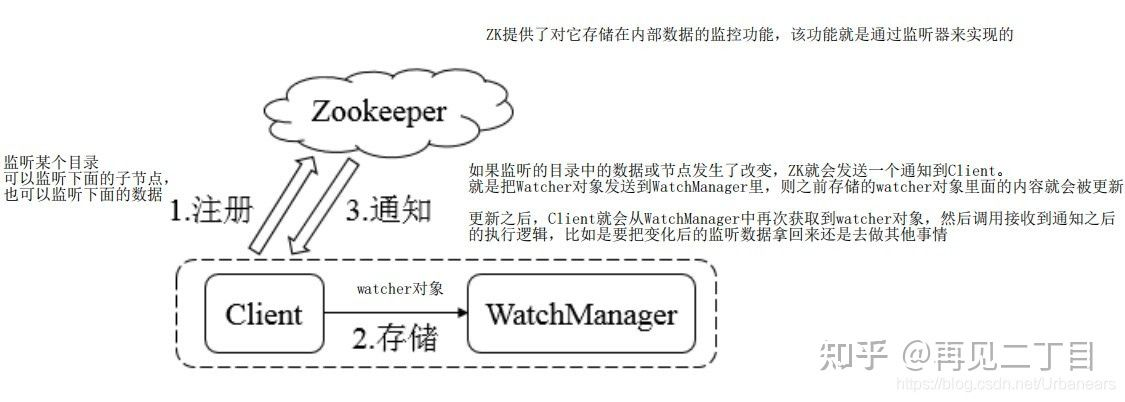 ZK提供了对它存储在内部数据的监控功能，该功能就是通过监听器来实现的
Zookeeper
监听某个目录
可以监听下面的子节点，
也可以监听下面的数据
1.注册
3.通知
如果监听的目录中的数据或节点发生了改变，ZK就会发送一个通知到Client。
就是把Watcher对象发送到WatchManager里，则之前存储的watcher对象里面的内容就会被更新
更新之后，Client就会从WatchManager中再次获取到watcher对象，然后调用接收到通知之后
的执行逻辑，比如是要把变化后的监听数据拿回来还是去做其他事情
Client
watcher对象
2.存储
WatchManager
知乎 @再见二丁目
https://blog.csdn.net/Urbanears